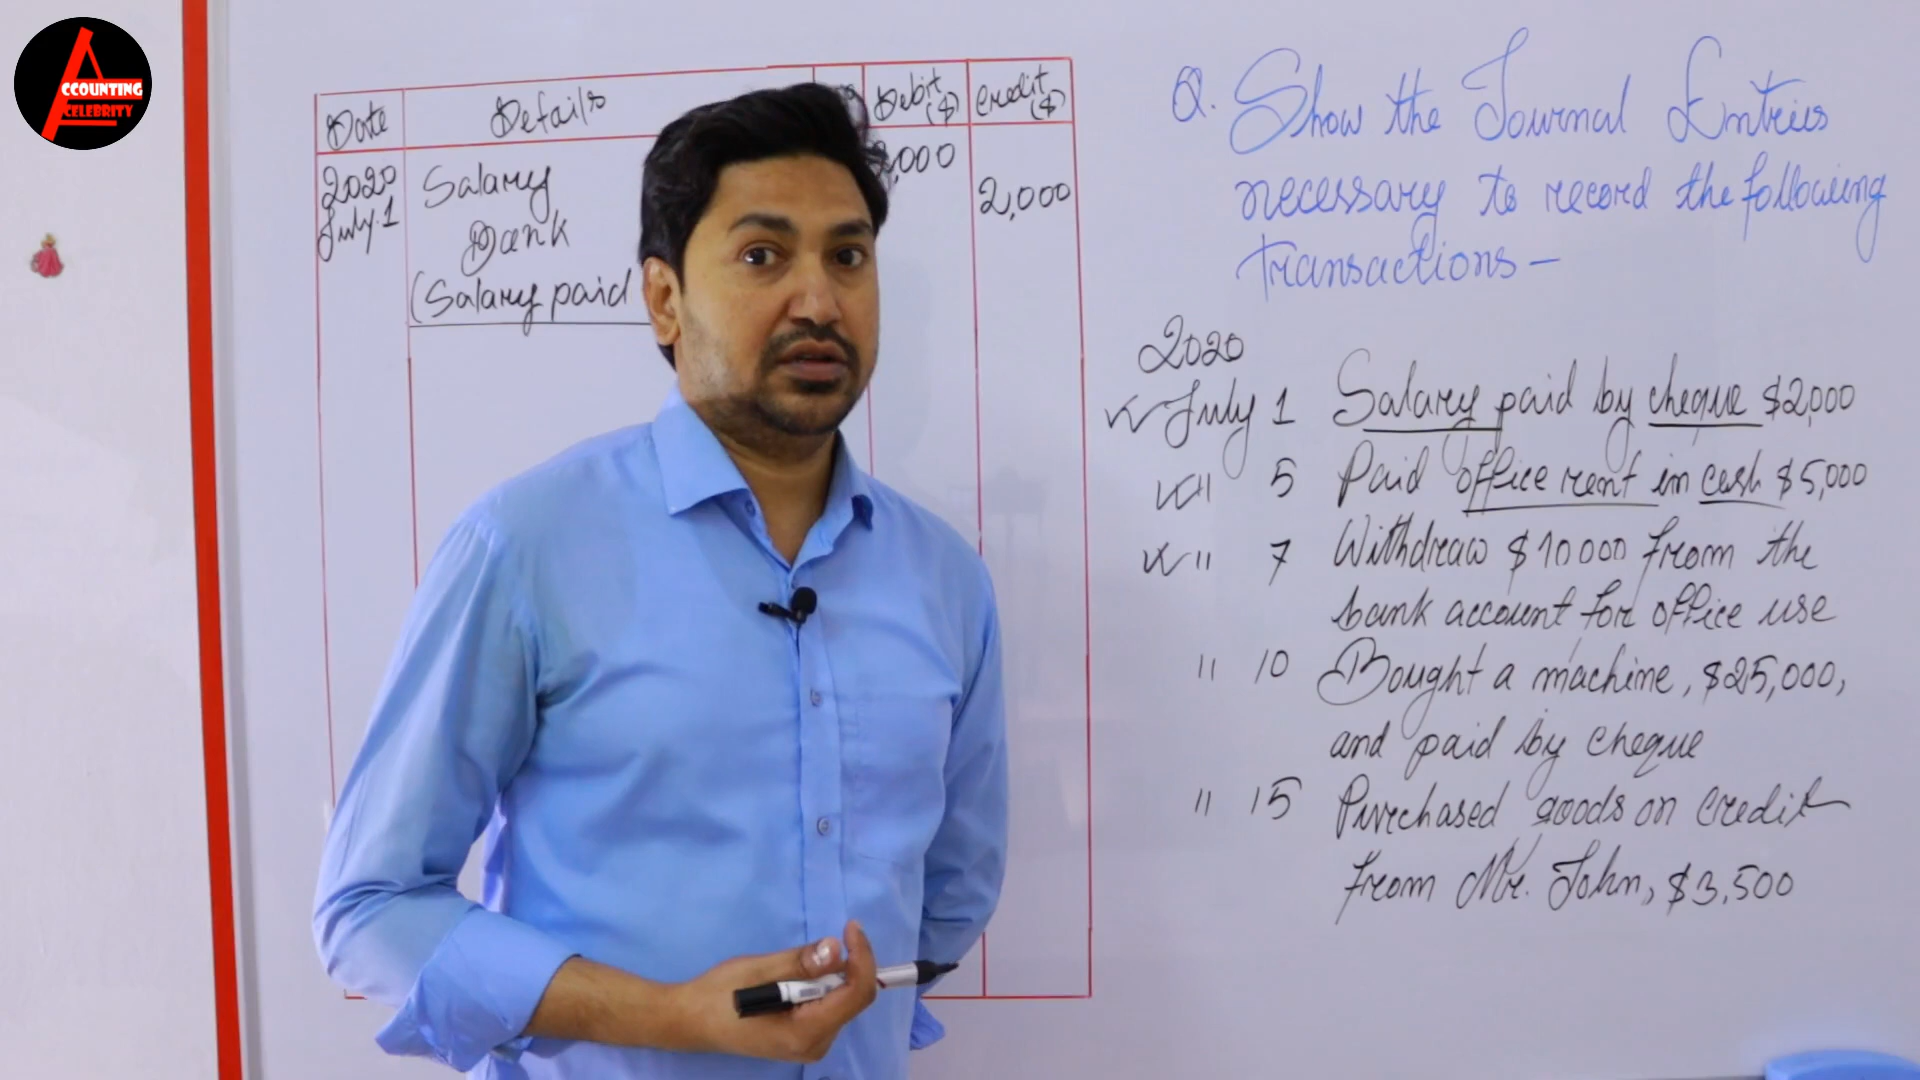 ACCOUNTING
CELEBRITY
Date Details Debit ($) Credit ($)
2020 Salary 2,000
July.1 Bank 2,000
(Salary paid
Q. Show the Journal Entries
necessary to record the following
transactions –
2020
July 1 Salary paid by cheque $2,000
" 5 Paid office rent in cash $5,000
" 7 Withdraw $10000 from the
bank account for office use
" 10 Bought a machine, $25,000,
and paid by cheque
" 15 Purchased goods on credit
from Mr. John, $3,500